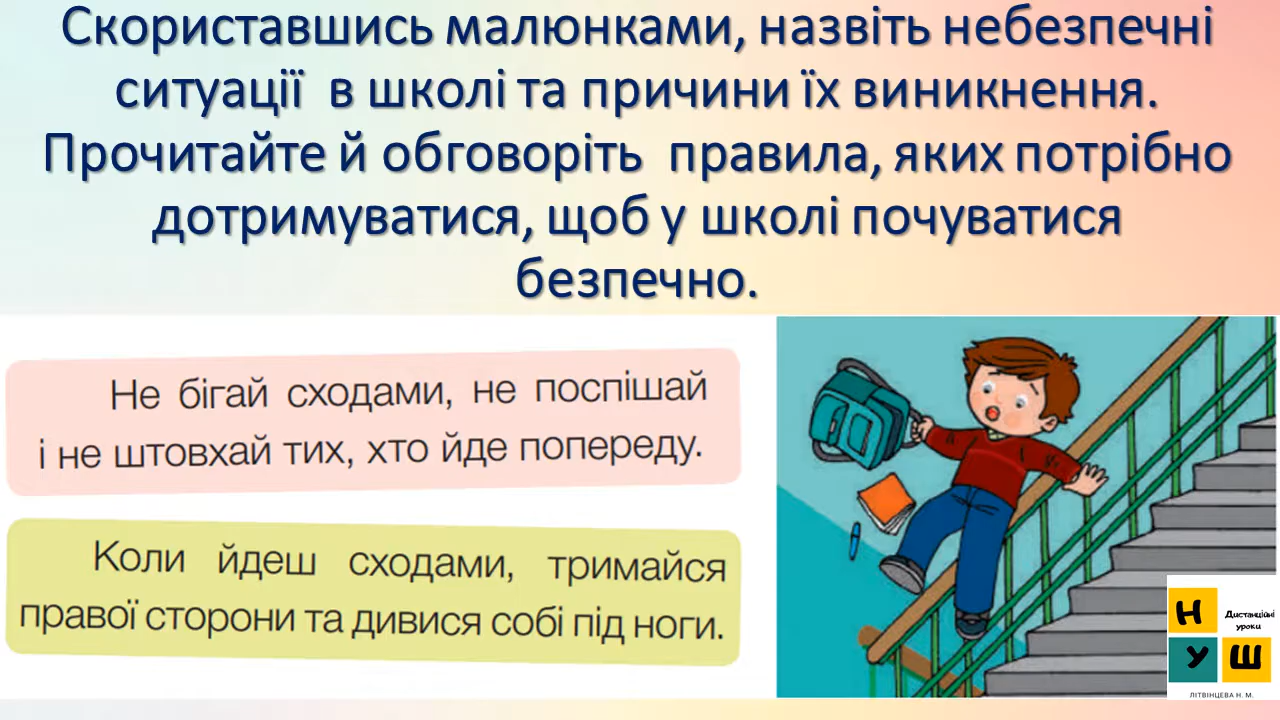 Скориставшись малюнками, назвіть небезпечні
ситуації в школі та причини їх виникнення.
Прочитайте й обговоріть правила, яких потрібно
дотримуватися, щоб у школі почуватися
безпечно.
Не бігай сходами, не поспішай
і не штовхай тих, хто йде попереду.
Коли йдеш сходами, тримайся
правої сторони та дивися собі під ноги.
Н
Дистанційні
уроки
У Ш
ЛІТВІНЦЕВА Н. М.